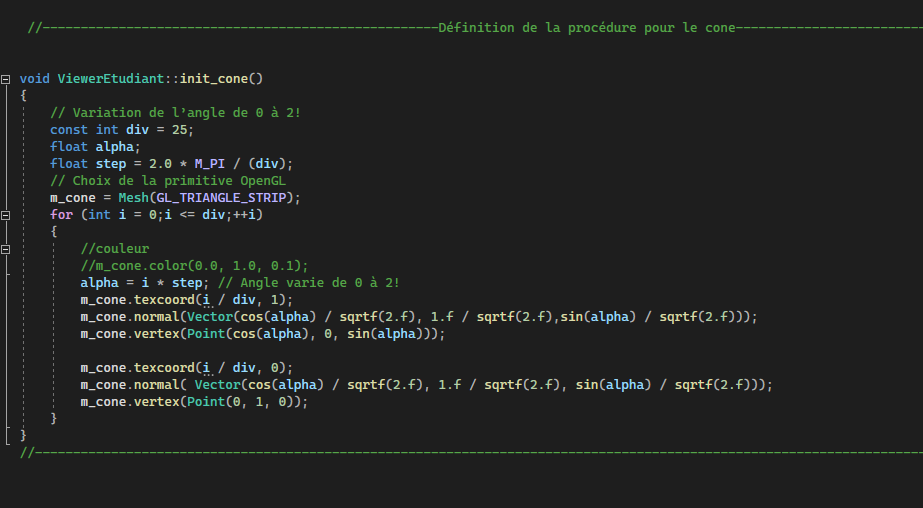 //----------------------------------------------------Définition de la procédure pour le cone-------------------------
void ViewerEtudiant::init_cone()
{
// Variation de l’angle de 0 à 2!
const int div = 25;
float alpha;
float step = 2.0 * M_PI / (div);
// Choix de la primitive OpenGL
m_cone = Mesh(GL_TRIANGLE_STRIP);
for (int i = 0;i <= div;++i)
{
//couleur
//m_cone.color(0.0, 1.0, 0.1);
alpha = i * step; // Angle varie de 0 à 2!
m_cone.texcoord(i / div, 1);
m_cone.normal(Vector(cos(alpha) / sqrtf(2.f), 1.f / sqrtf(2.f),sin(alpha) / sqrtf(2.f)));
m_cone.vertex(Point(cos(alpha), 0, sin(alpha)));
m_cone.texcoord(i / div, 0);
m_cone.normal( Vector(cos(alpha) / sqrtf(2.f), 1.f / sqrtf(2.f), sin(alpha) / sqrtf(2.f)));
m_cone.vertex(Point(0, 1, 0));
}
}
//---------------------------------------------------------------------------------------------------------------------